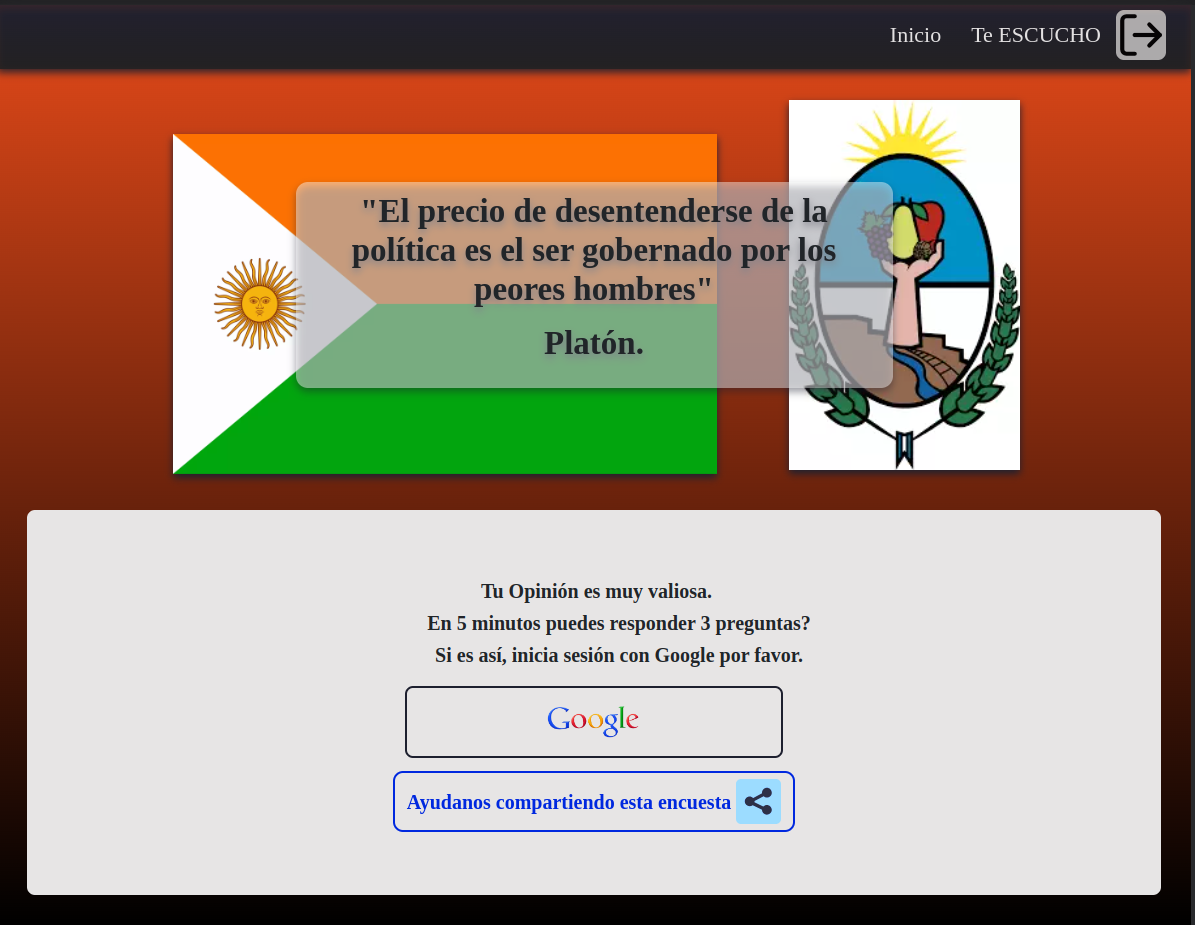 Inicio Te ESCUCHO
"El precio de desentenderse de la
política es el ser gobernado por los
peores hombres"
Platón.
Tu Opinión es muy valiosa.
En 5 minutos puedes responder 3 preguntas?
Si es así, inicia sesión con Google por favor.
Google
Ayudanos compartiendo esta encuesta